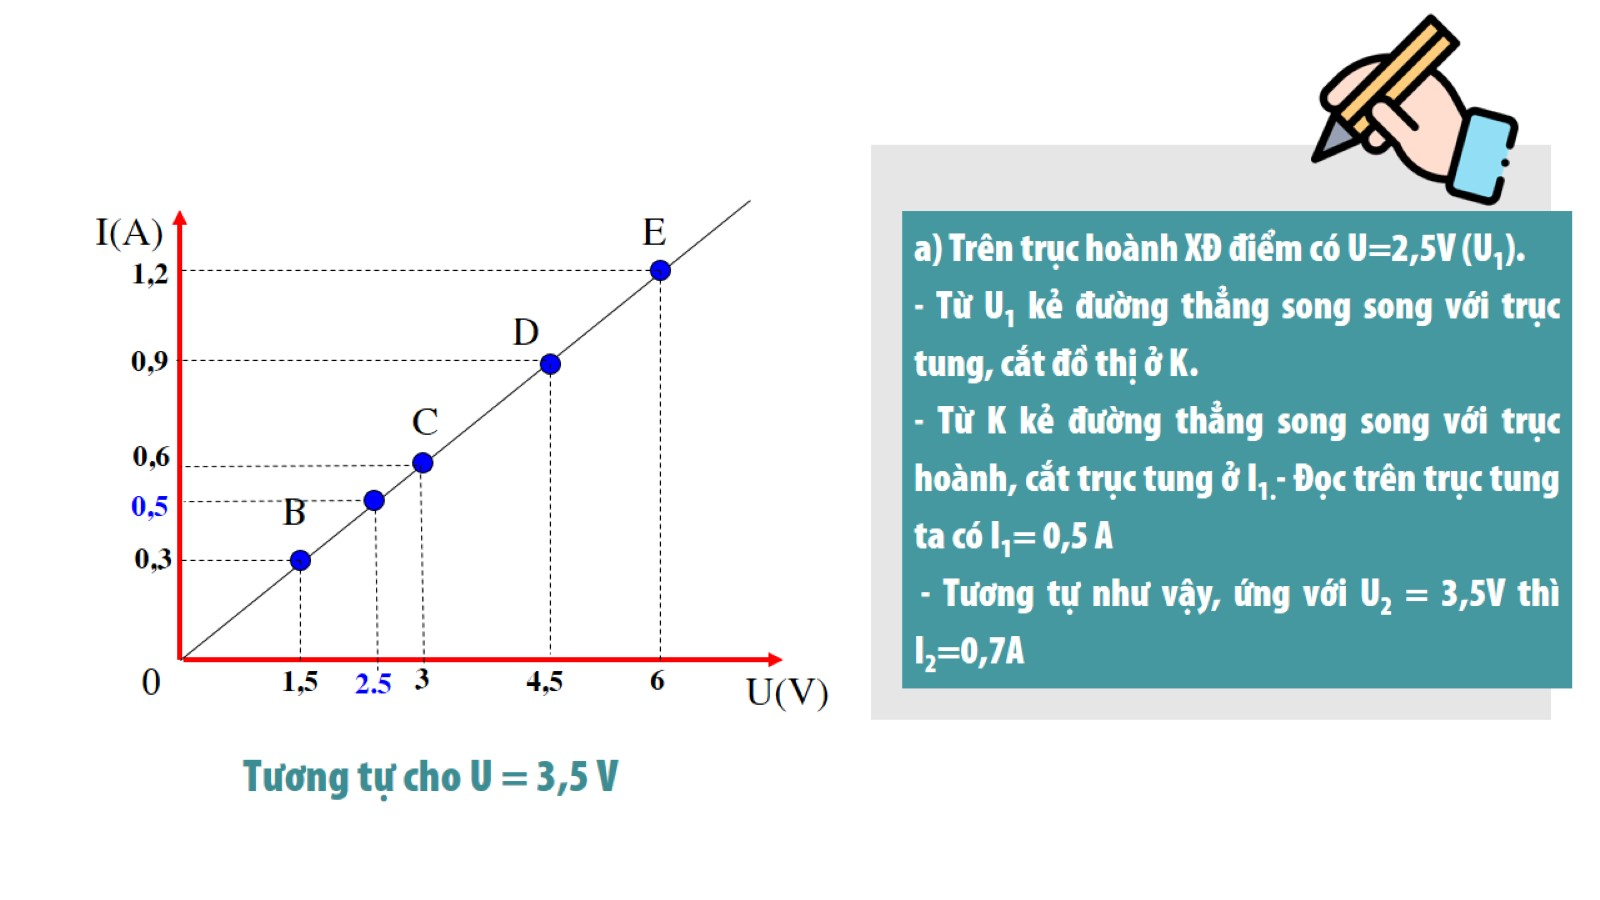 I(A)
1,2
0,9
0,6
0,5
0,3
0
B
C
D
E
1,5
2.5
3
4,5
6
U(V)
Tương tự cho U = 3,5 V
a) Trên trục hoành XĐ điểm có U=2,5V (U1).
- Từ U1 kẻ đường thẳng song song với trục
tung, cắt đồ thị ở K.
- Từ K kẻ đường thẳng song song với trục
hoành, cắt trục tung ở I1.- Đọc trên trục tung
ta có I1= 0,5 A
- Tương tự như vậy, ứng với U2 = 3,5V thì
I2=0,7A